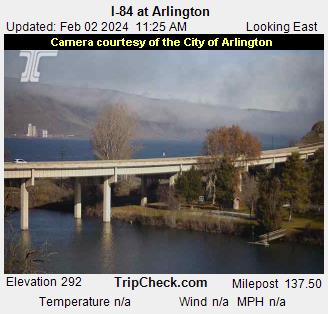 I-84 at Arlington
Updated: Feb 02 2024 11:25 AM Looking East
Camera courtesy of the City of Arlington
Elevation 292 TripCheck.com Milepost 137.50
Temperature n/a Wind n/a MPH n/a